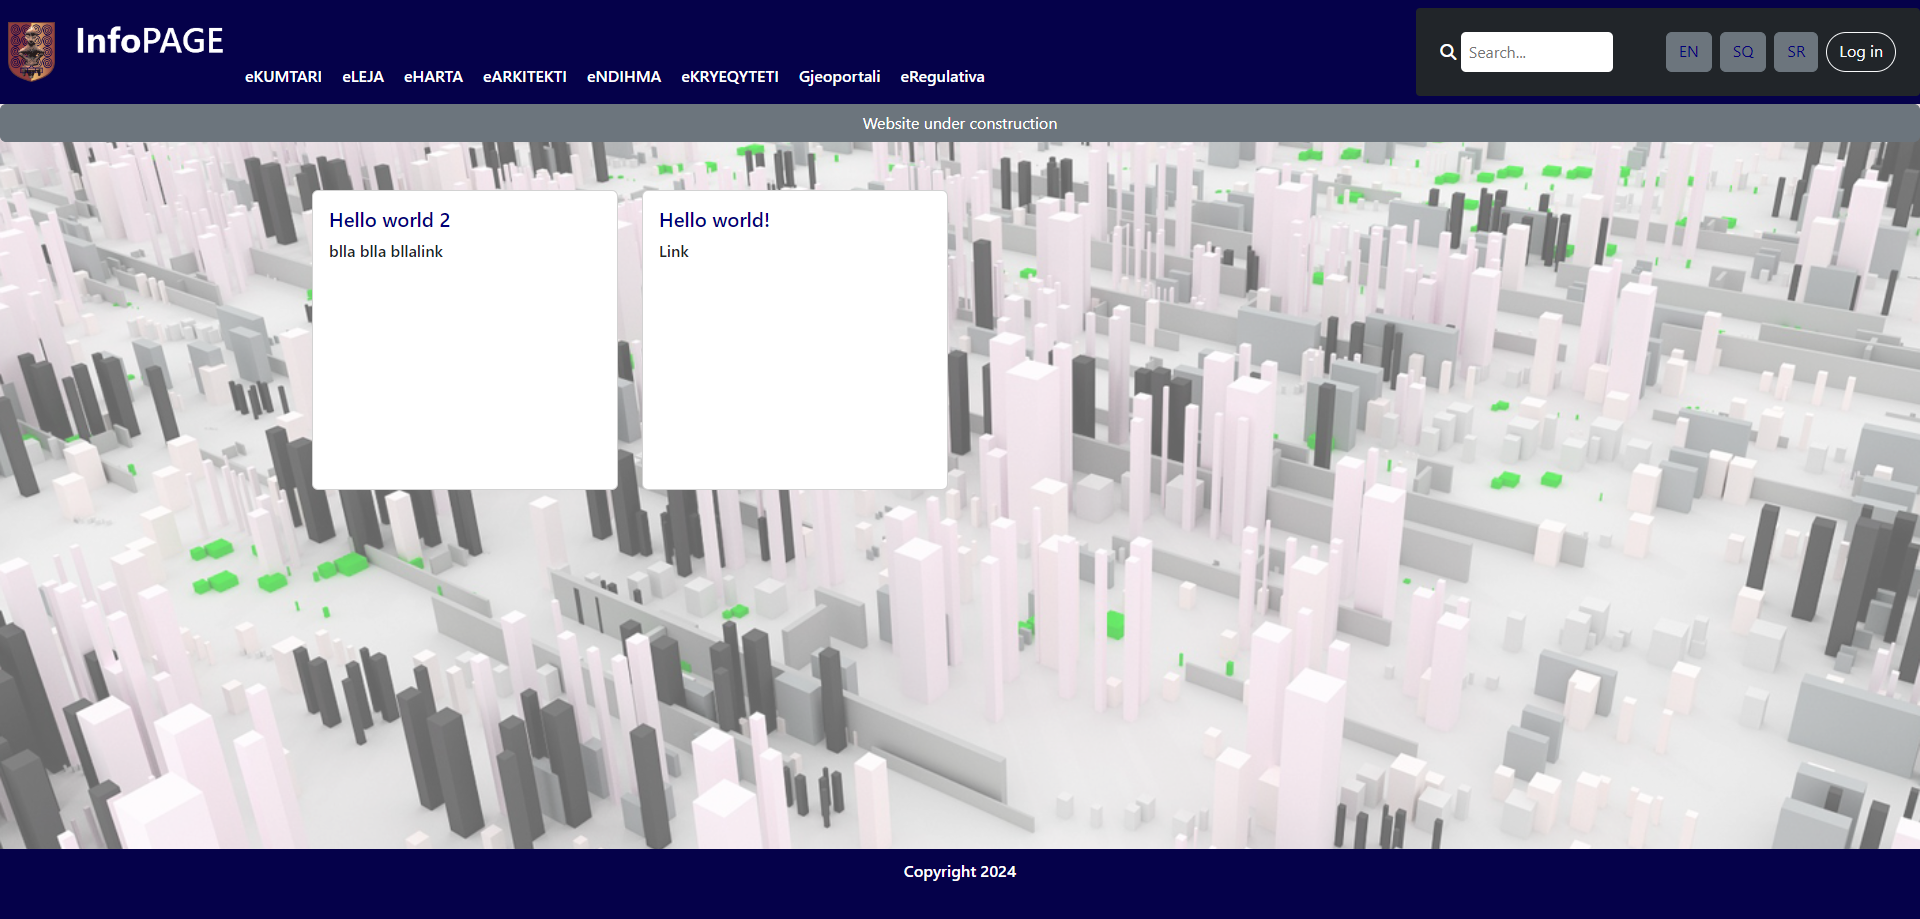 InfoPAGE
eKUMTARI eLEJA eHARTA eARKITEKTI eNDIHMA eKRYEQYTETI Gjeoportali eRegulativa
Search... EN SQ SR Log in
Website under construction
Hello world 2
blla blla bllalink
Hello world!
Link
Copyright 2024